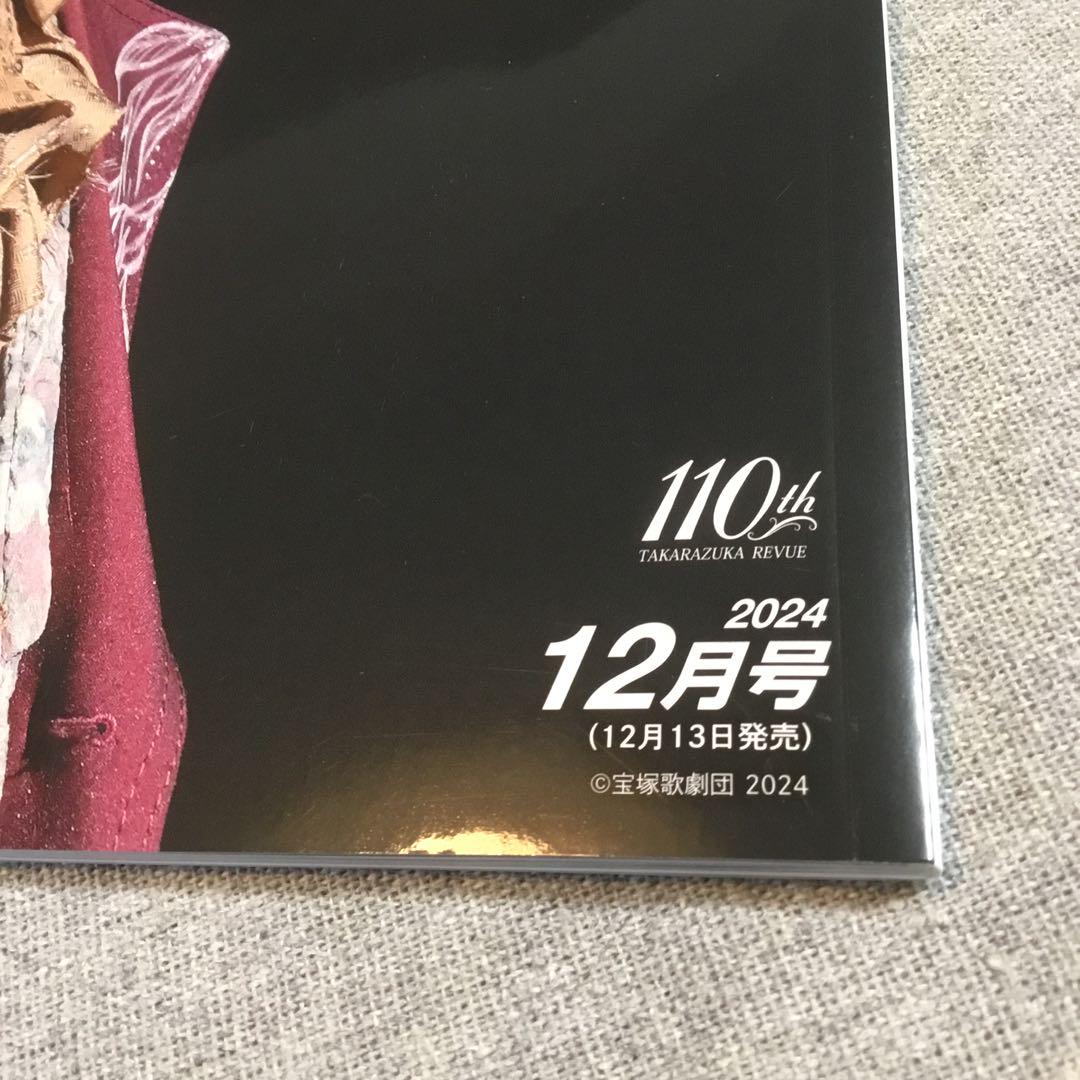 110th
TAKARAZUKA REVUE
2024
12月号
(12月13日発売)
©宝塚歌劇団 2024